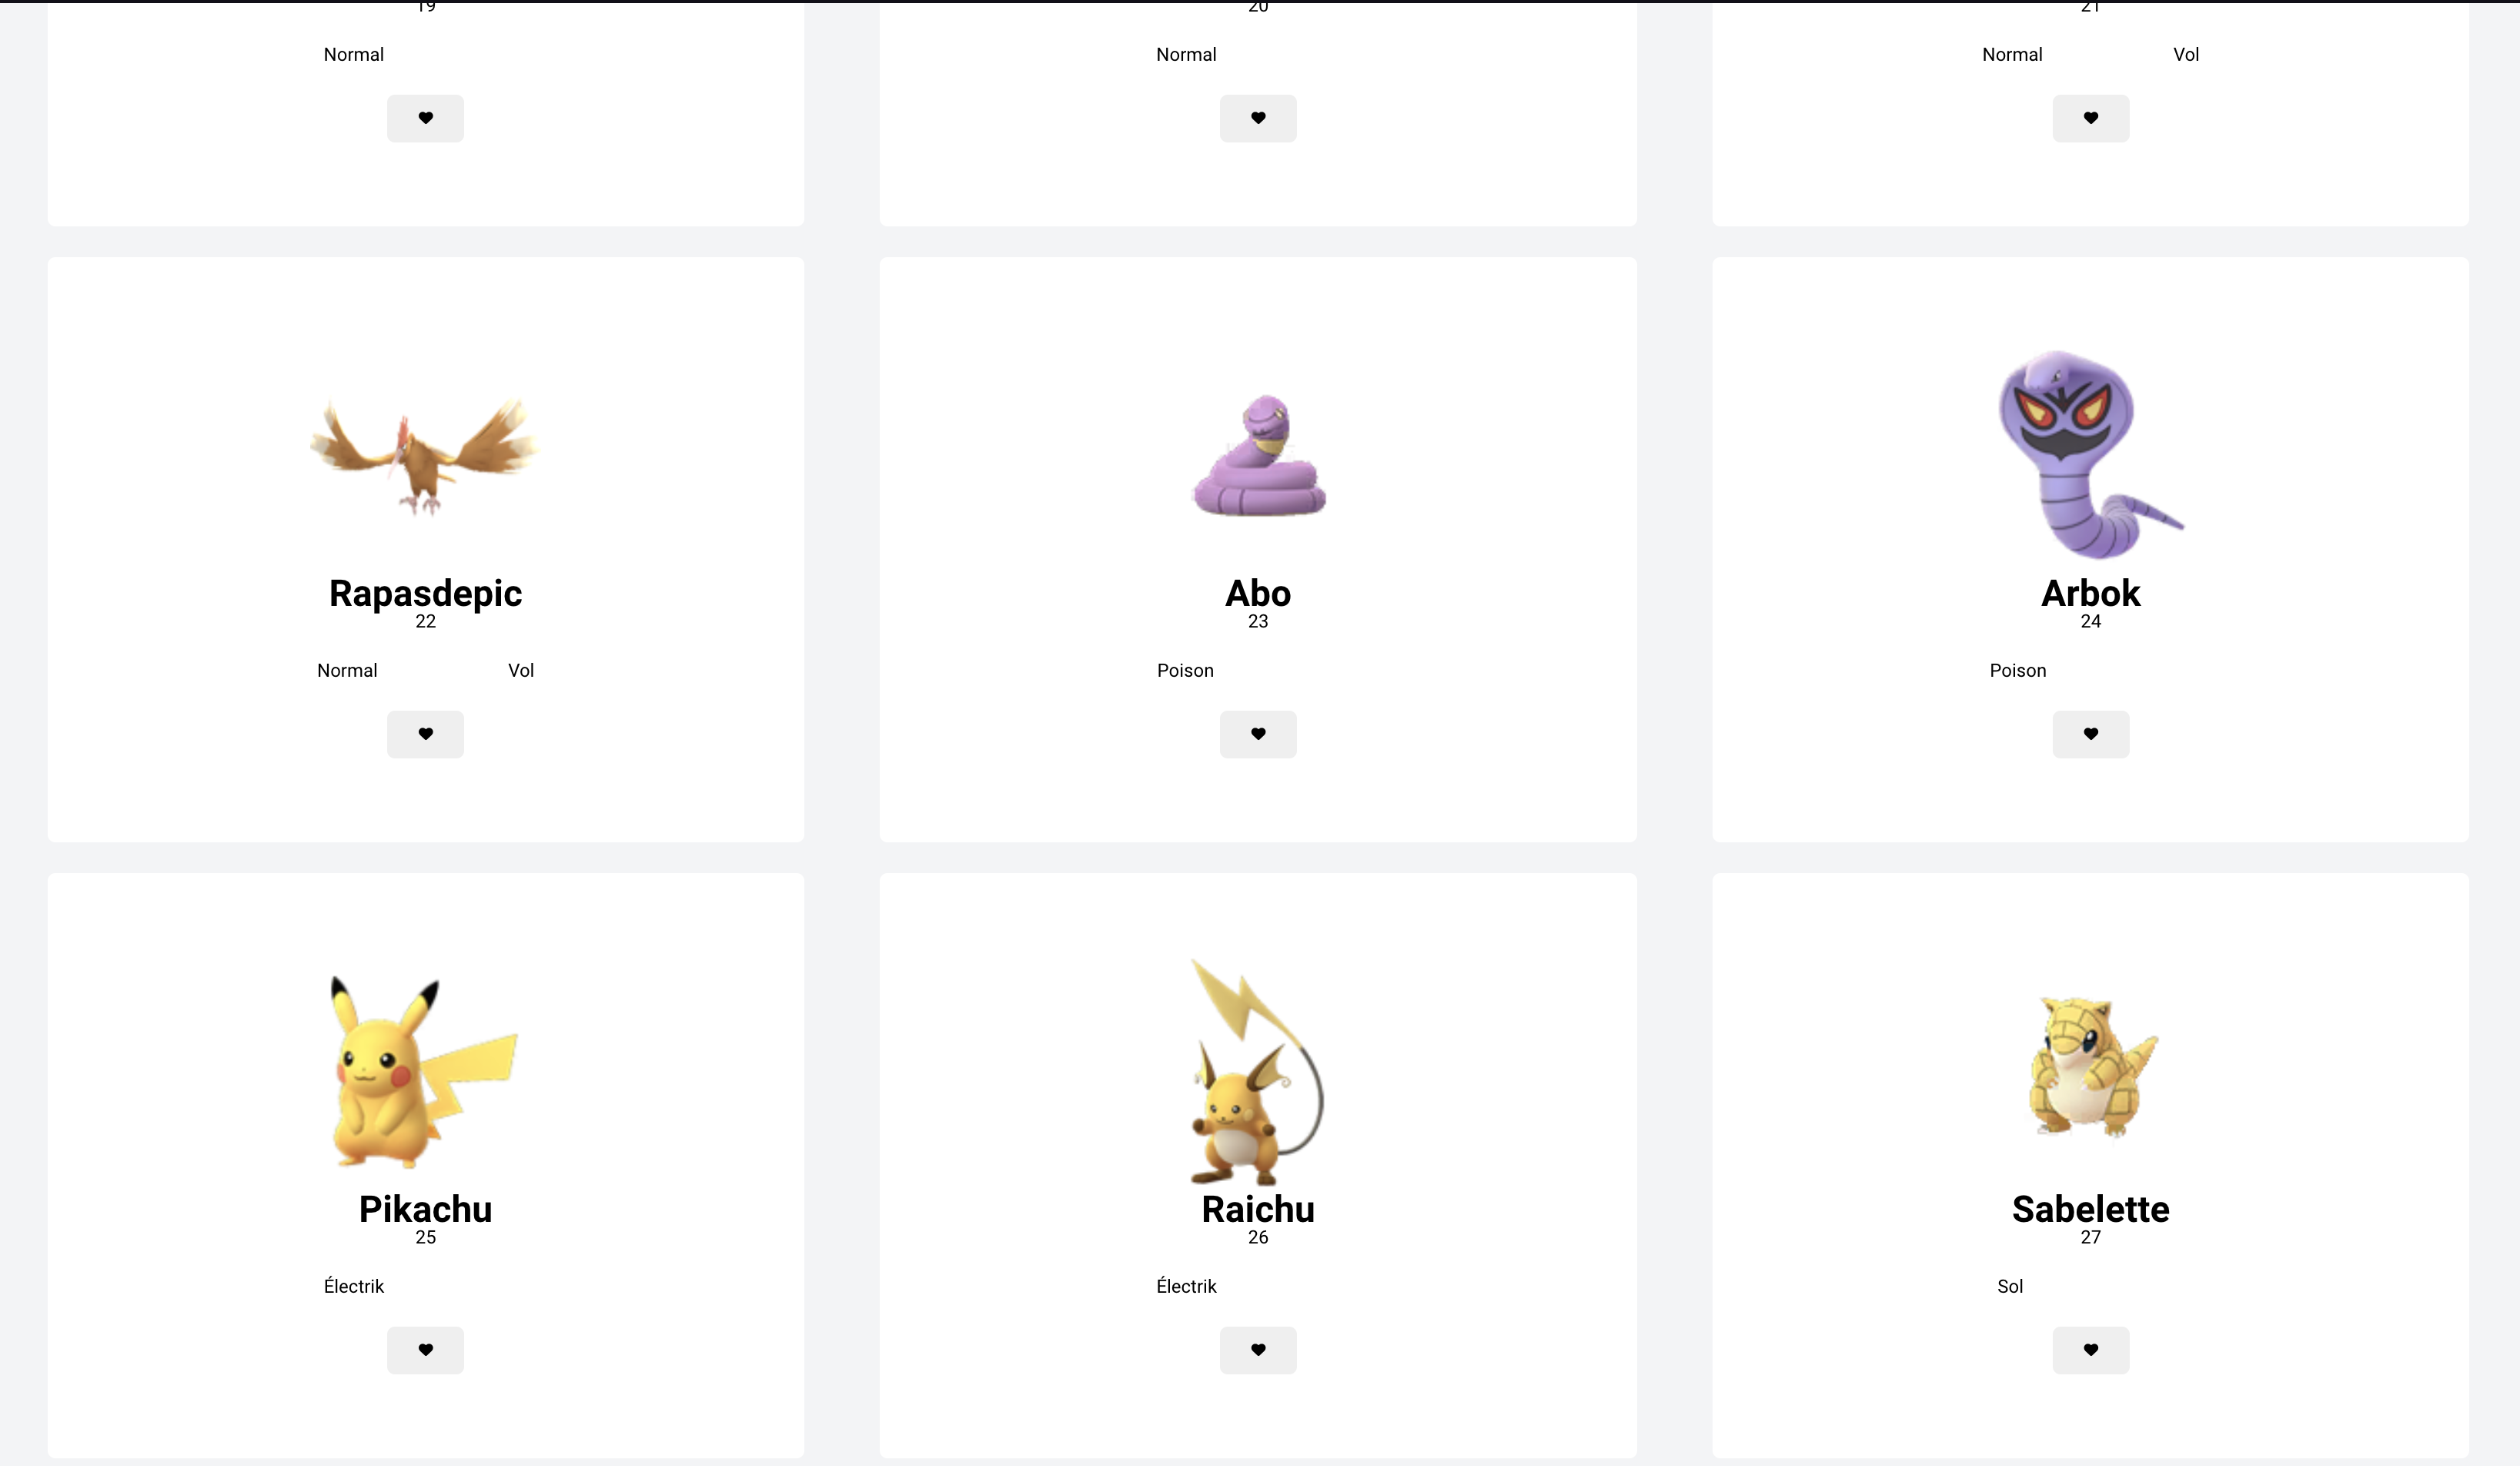 19
20
21
Normal
Normal
Normal Vol
Rapasdepic
22
Normal Vol
Abo
23
Poison
Arbok
24
Poison
Pikachu
25
Électrik
Raichu
26
Électrik
Sabelette
27
Sol